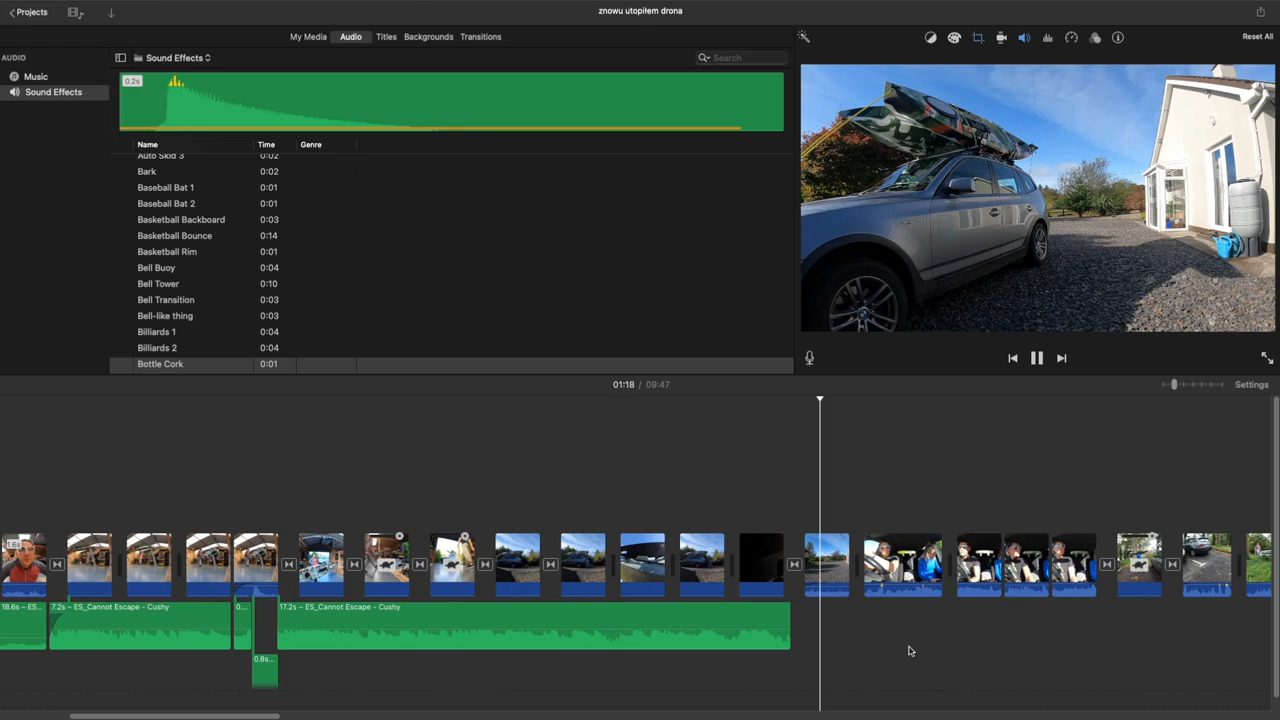 Projects
znowu utopiłem drona
My Media Audio Titles Backgrounds Transitions
Reset All
AUDIO
Music
Sound Effects
Sound Effects
Search
0.2s
Name Time Genre
Auto Skid 3 0:02
Bark 0:02
Baseball Bat 1 0:01
Baseball Bat 2 0:01
Basketball Backboard 0:03
Basketball Bounce 0:14
Basketball Rim 0:01
Bell Buoy 0:04
Bell Tower 0:10
Bell Transition 0:03
Bell-like thing 0:03
Billiards 1 0:04
Billiards 2 0:04
Bottle Cork 0:01
01:18 / 09:47
Settings
1.6s
18.6s – ES...
7.2s – ES_Cannot Escape - Cushy
0...
17.2s – ES_Cannot Escape - Cushy
0.8s...